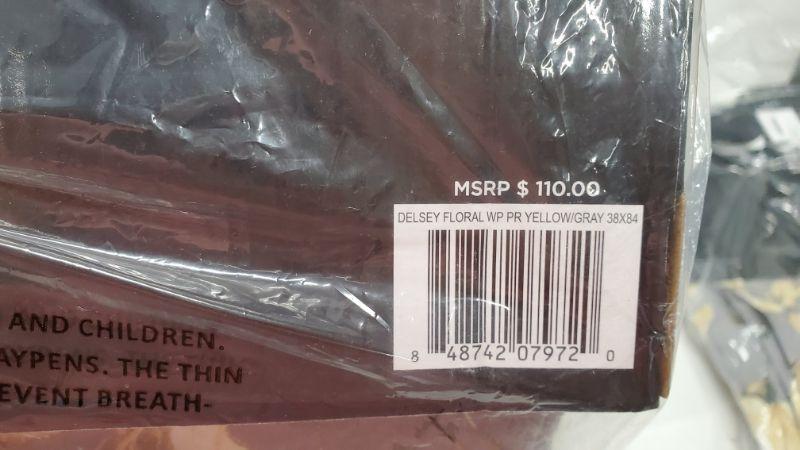 MSRP $ 110.00
DELSEY FLORAL WP PR YELLOW/GRAY 38X84
8 48742 07972 0
AND CHILDREN.
AYPENS. THE THIN
EVENT BREATH-